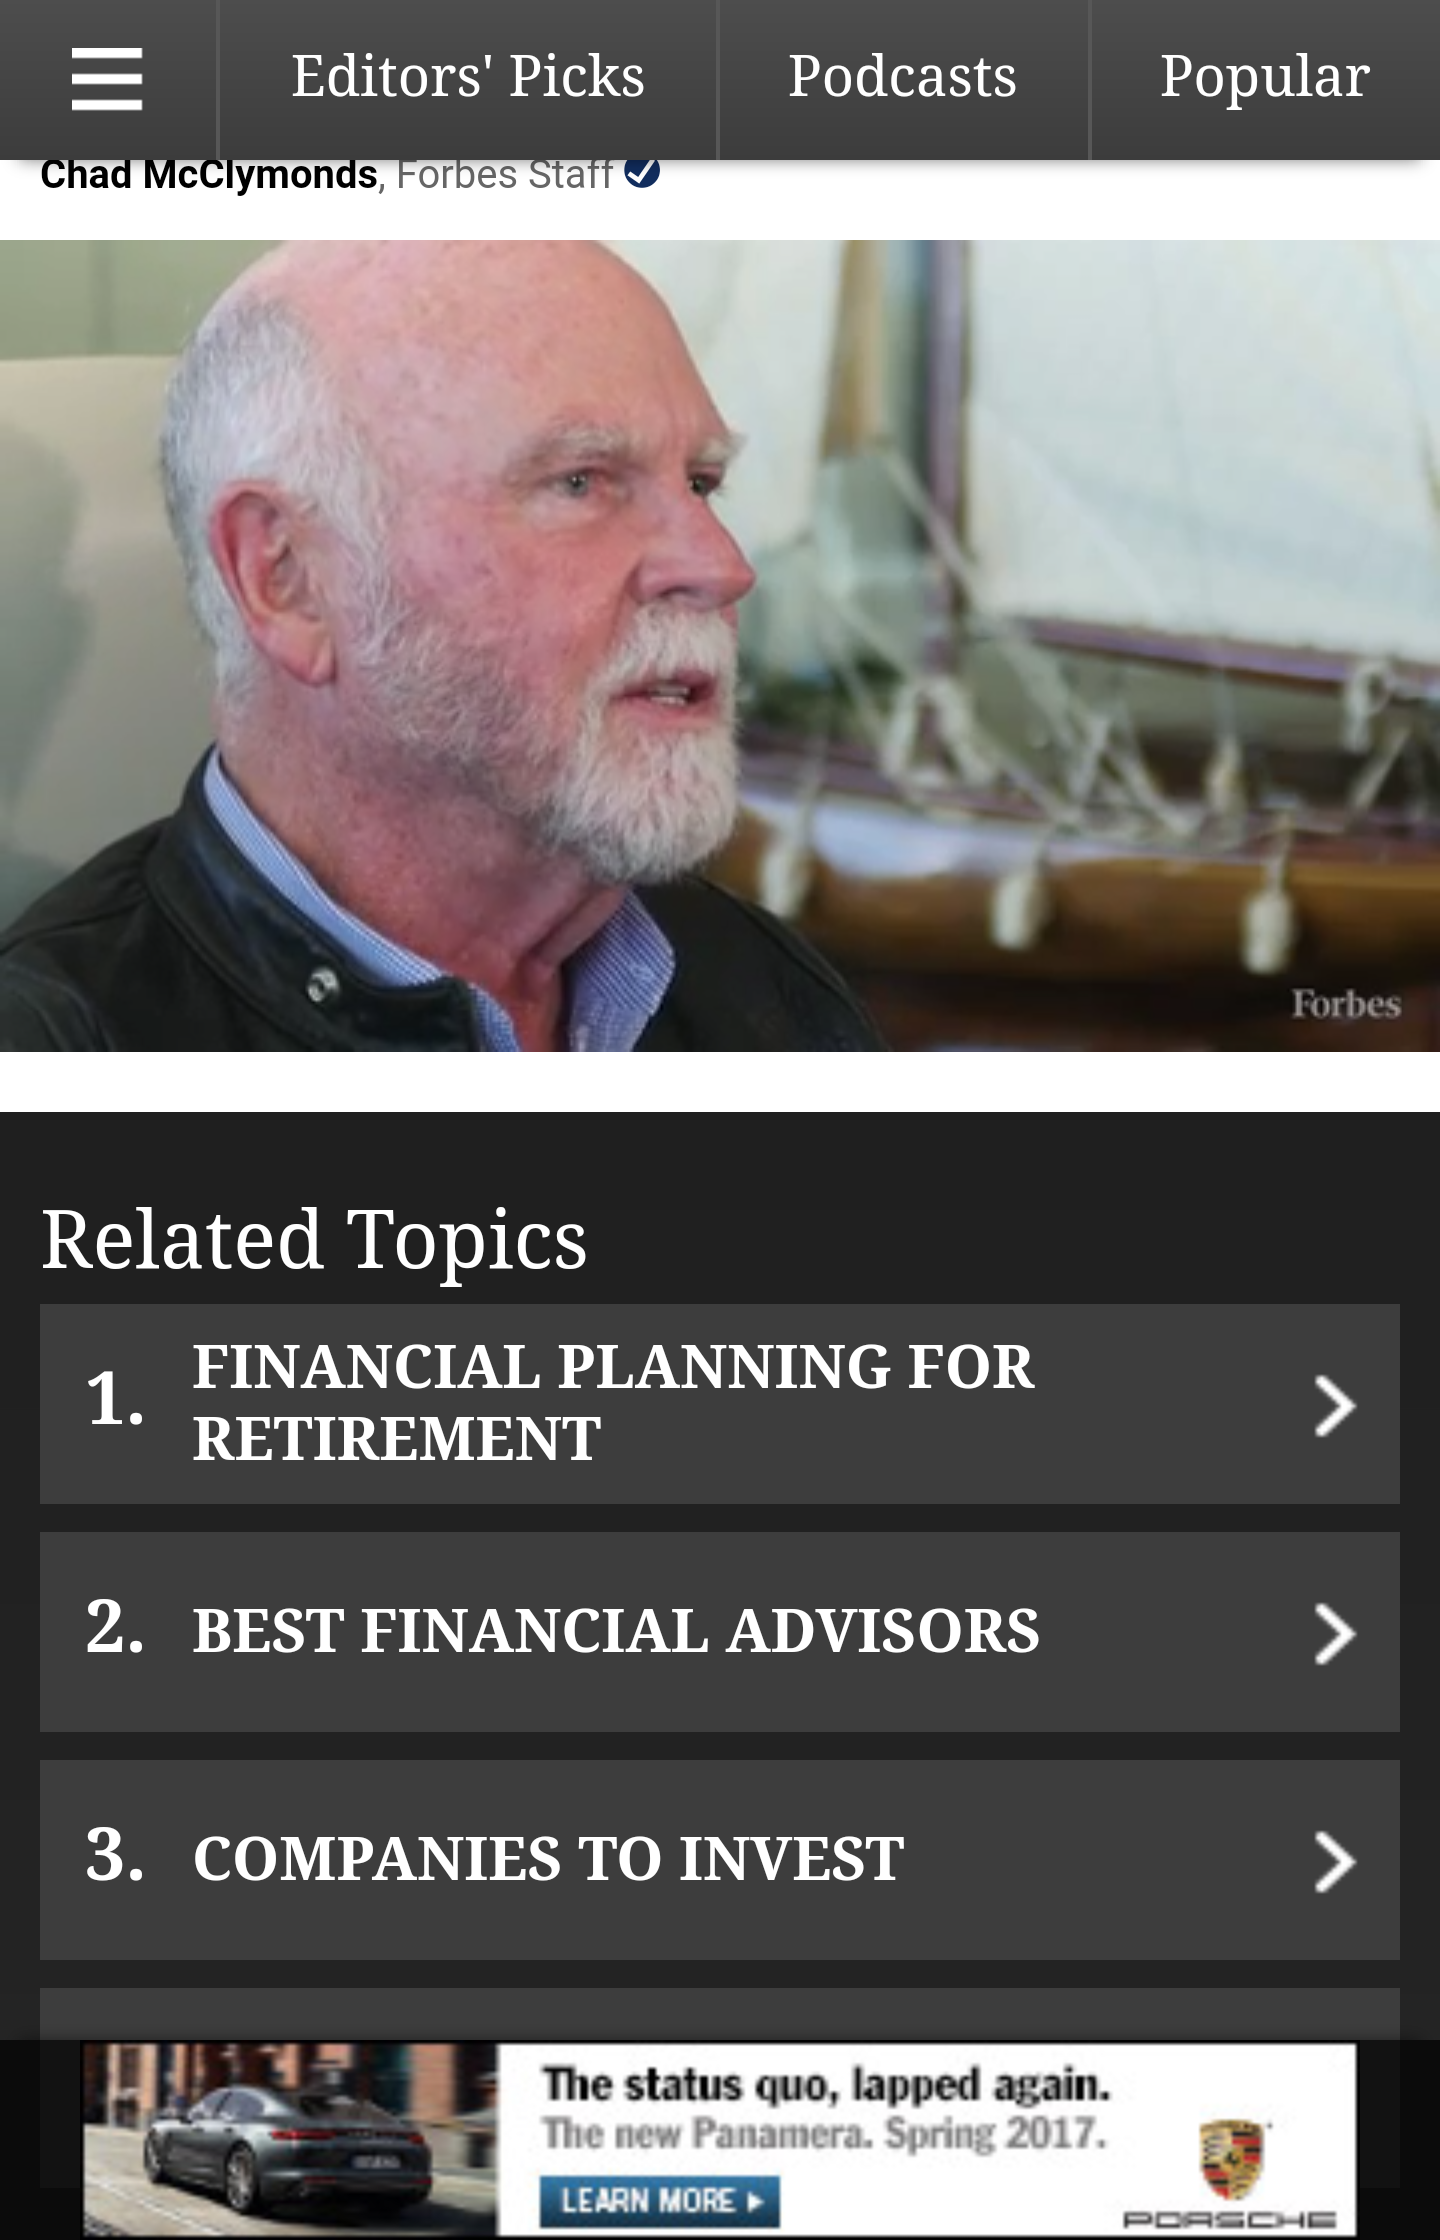 Editors' Picks Podcasts Popular
Chad McClymonds, Forbes Staff
Forbes
Related Topics
1. FINANCIAL PLANNING FOR
RETIREMENT
2. BEST FINANCIAL ADVISORS
3. COMPANIES TO INVEST
The status quo, lapped again.
The new Panamera. Spring 2017.
LEARN MORE
PORSCHE